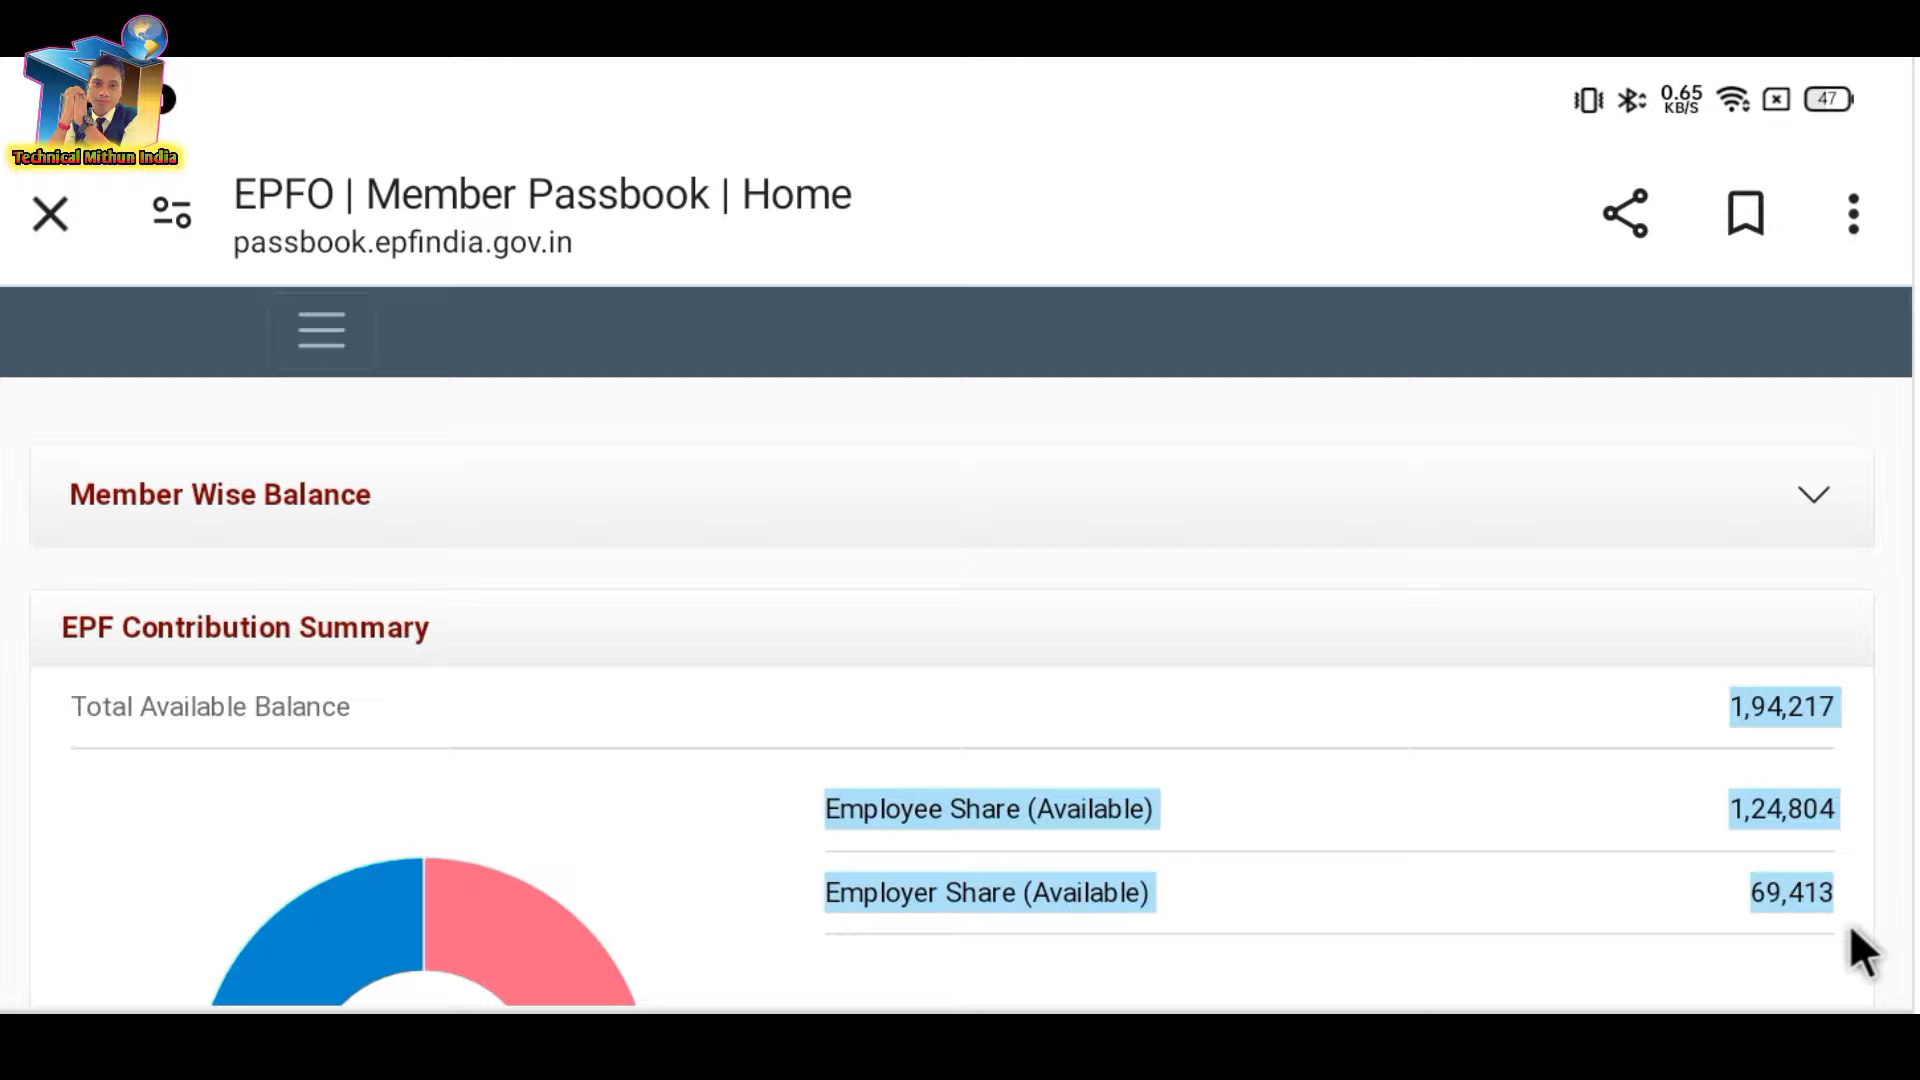 Technical Mithun India
0.65
KB/S
47
EPFO | Member Passbook | Home
passbook.epfindia.gov.in
Member Wise Balance
EPF Contribution Summary
Total Available Balance 1,94,217
Employee Share (Available) 1,24,804
Employer Share (Available) 69,413